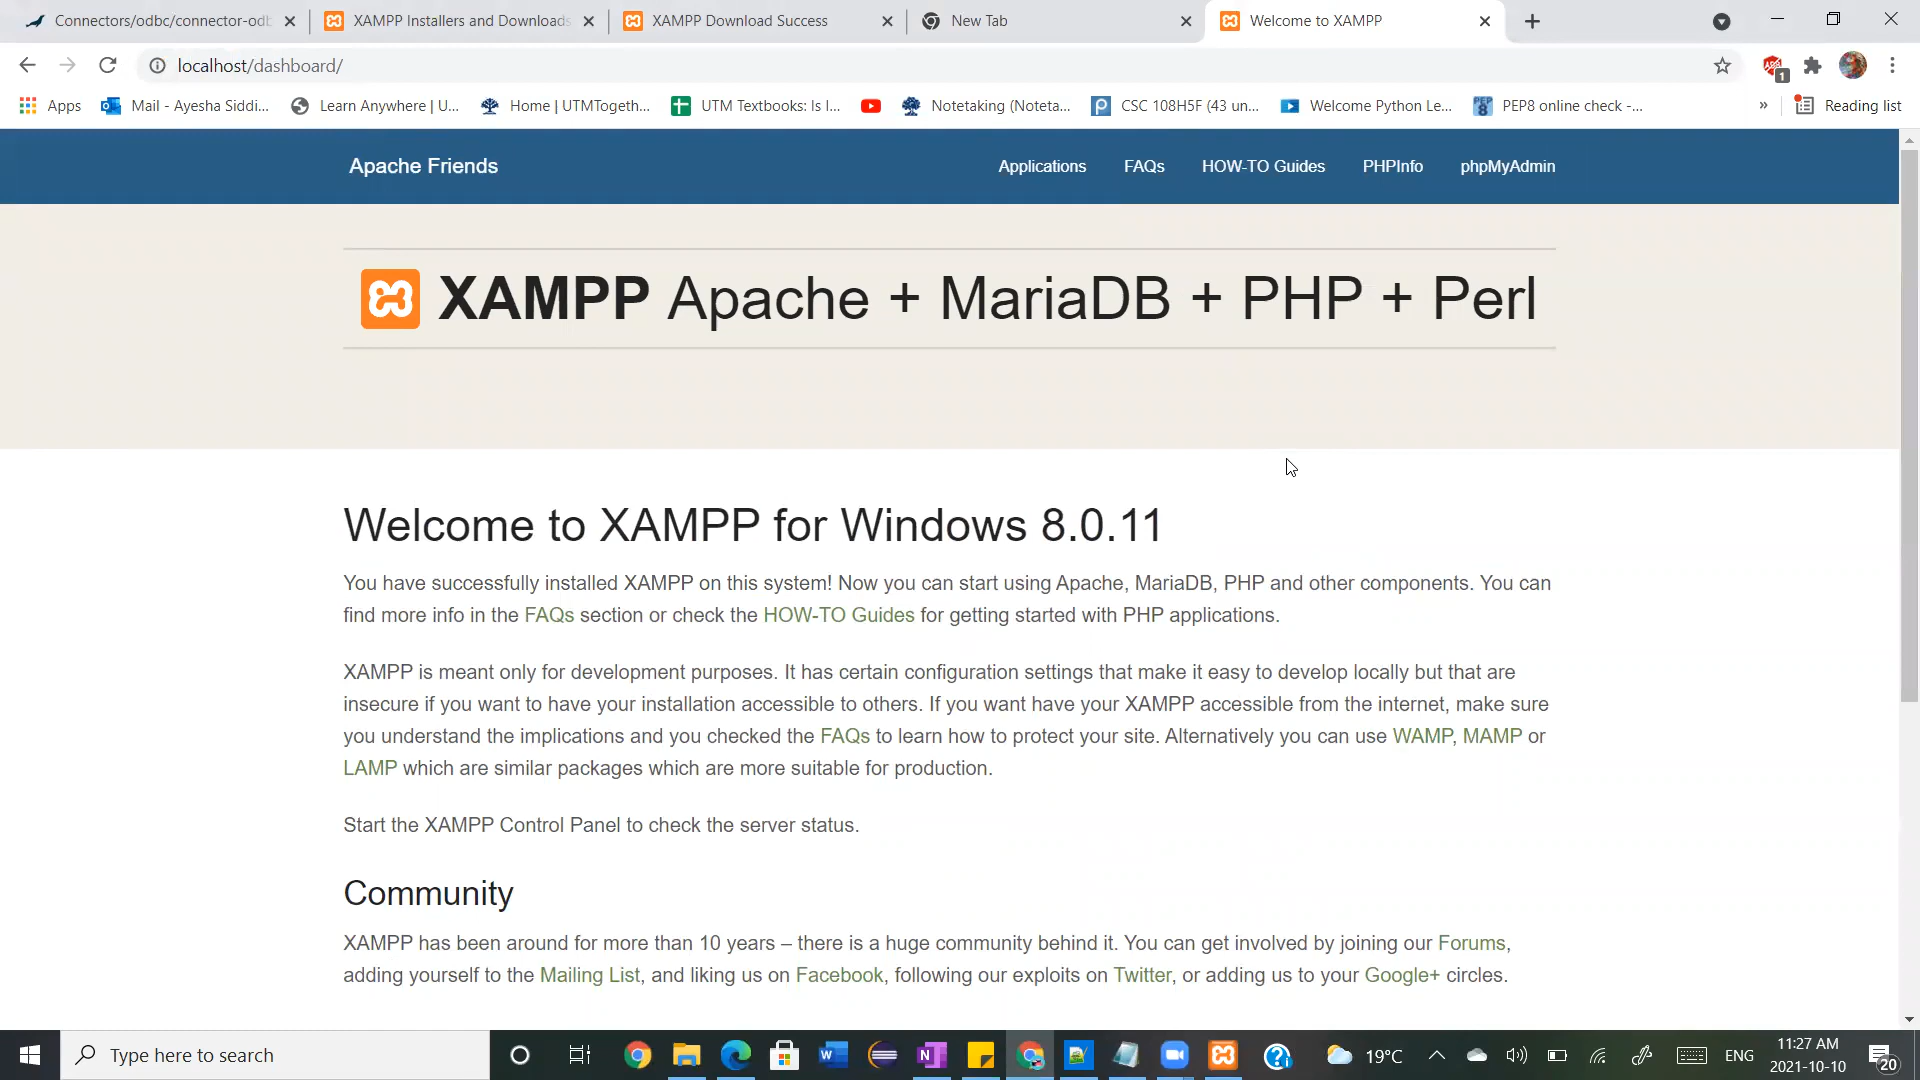 Connectors/odbc/connector-odb
XAMPP Installers and Downloads
XAMPP Download Success
New Tab
Welcome to XAMPP
localhost/dashboard/
1
Apps
Mail - Ayesha Siddi...
Learn Anywhere | U...
Home | UTMTogeth...
UTM Textbooks: Is I...
Notetaking (Noteta...
CSC 108H5F (43 un...
Welcome Python Le...
PEP8 online check -...
»
Reading list
Apache Friends
Applications
FAQs
HOW-TO Guides
PHPInfo
phpMyAdmin
XAMPP Apache + MariaDB + PHP + Perl
Welcome to XAMPP for Windows 8.0.11
You have successfully installed XAMPP on this system! Now you can start using Apache, MariaDB, PHP and other components. You can
find more info in the FAQs section or check the HOW-TO Guides for getting started with PHP applications.
XAMPP is meant only for development purposes. It has certain configuration settings that make it easy to develop locally but that are
insecure if you want to have your installation accessible to others. If you want have your XAMPP accessible from the internet, make sure
you understand the implications and you checked the FAQs to learn how to protect your site. Alternatively you can use WAMP, MAMP or
LAMP which are similar packages which are more suitable for production.
Start the XAMPP Control Panel to check the server status.
Community
XAMPP has been around for more than 10 years – there is a huge community behind it. You can get involved by joining our Forums,
adding yourself to the Mailing List, and liking us on Facebook, following our exploits on Twitter, or adding us to your Google+ circles.
Type here to search
19°C
ENG
11:27 AM
2021-10-10
20